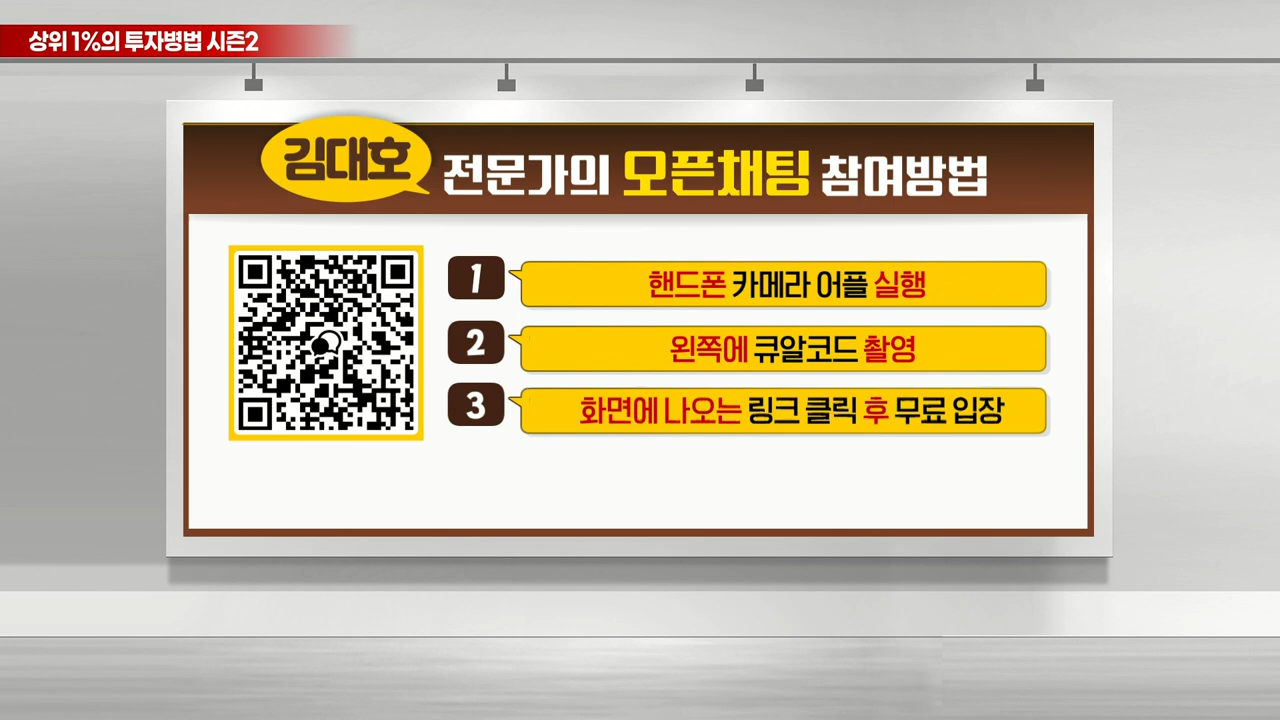 상위 1%의 투자병법 시즌2
김대호 전문가의 오픈채팅 참여방법
1 핸드폰 카메라 어플 실행
2 왼쪽에 큐알코드 촬영
3 화면에 나오는 링크 클릭 후 무료 입장